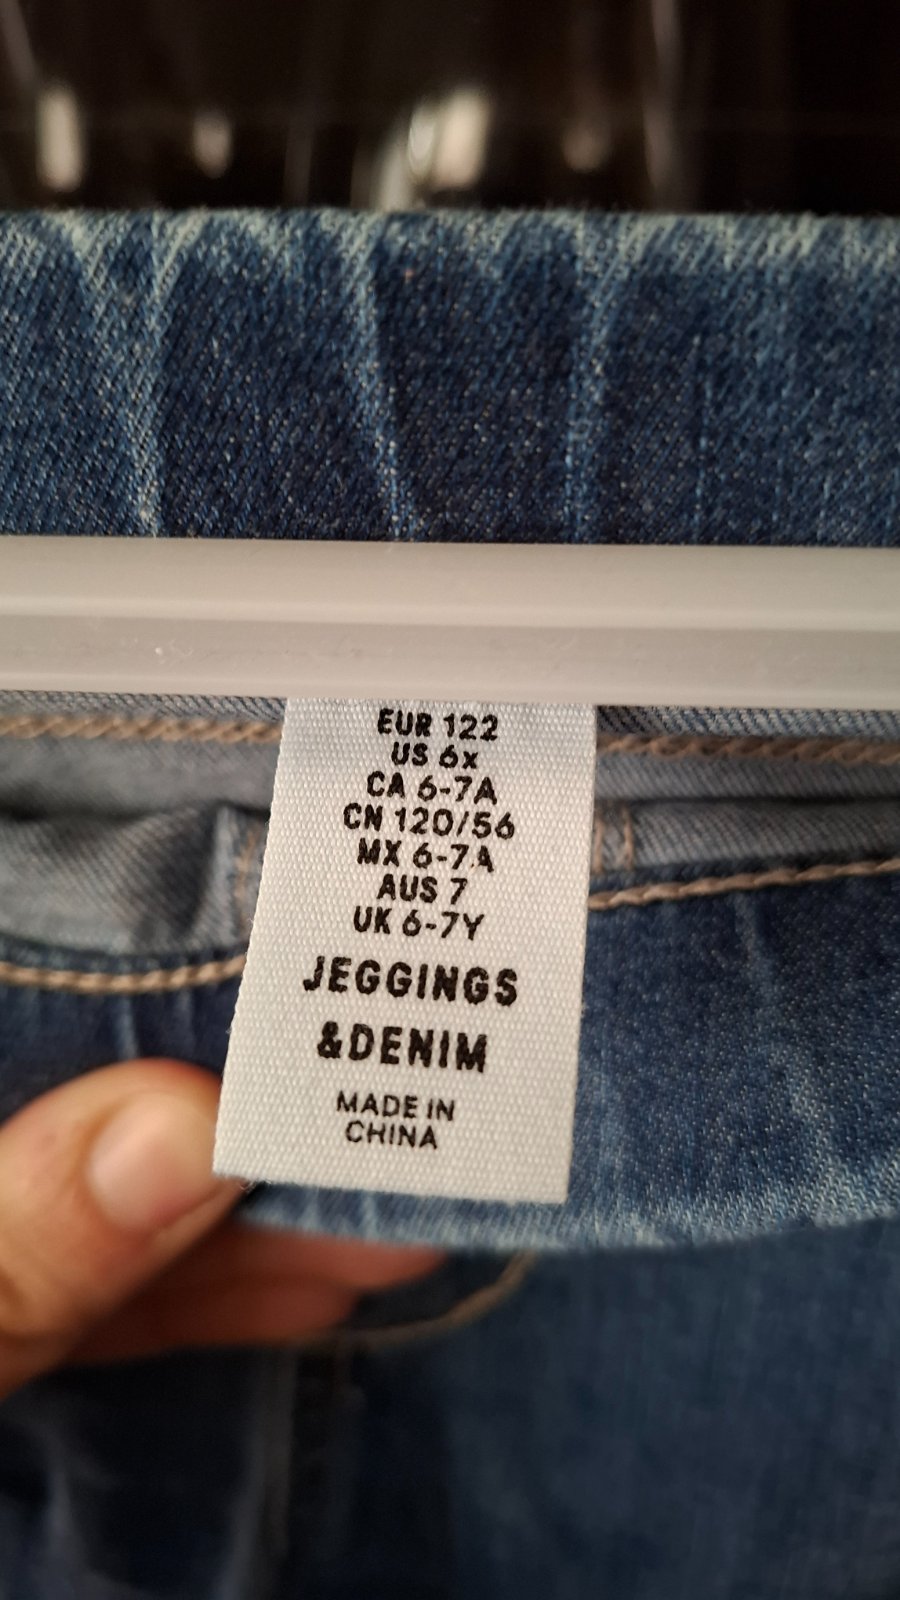 EUR 122
US 6x
CA 6-7A
CN 120/56
MX 6-7A
AUS 7
UK 6-7Y
JEGGINGS
&DENIM
MADE IN
CHINA